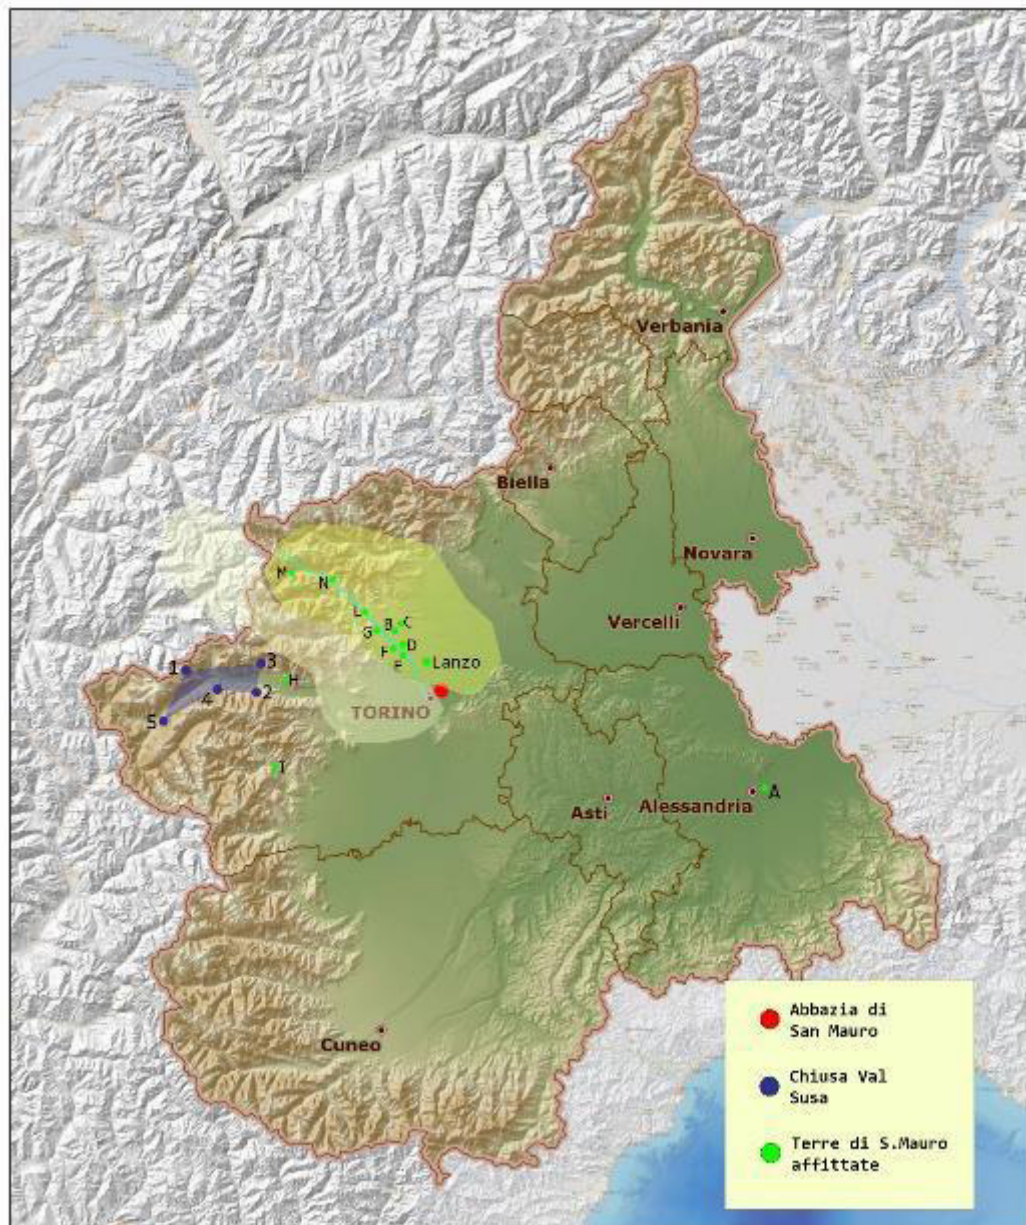 Verbania
Biella
Novara
Vercelli
N
L
B
C
G
D
F
E
Lanzo
1
3
H
4
2
5
TORINO
A
Alessandria
Asti
Cuneo
Abbazia di
San Mauro
Chiusa Val
Susa
Terre di S.Mauro
affittate